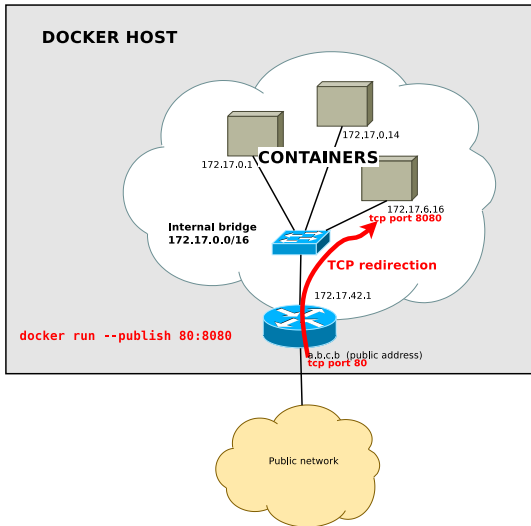 DOCKER HOST
172.17.0.14
172.17.0.1
CONTAINERS
172.17.6.16
tcp port 8080
Internal bridge
172.17.0.0/16
TCP redirection
172.17.42.1
docker run --publish 80:8080
a.b.c.b (public address)
tcp port 80
Public network